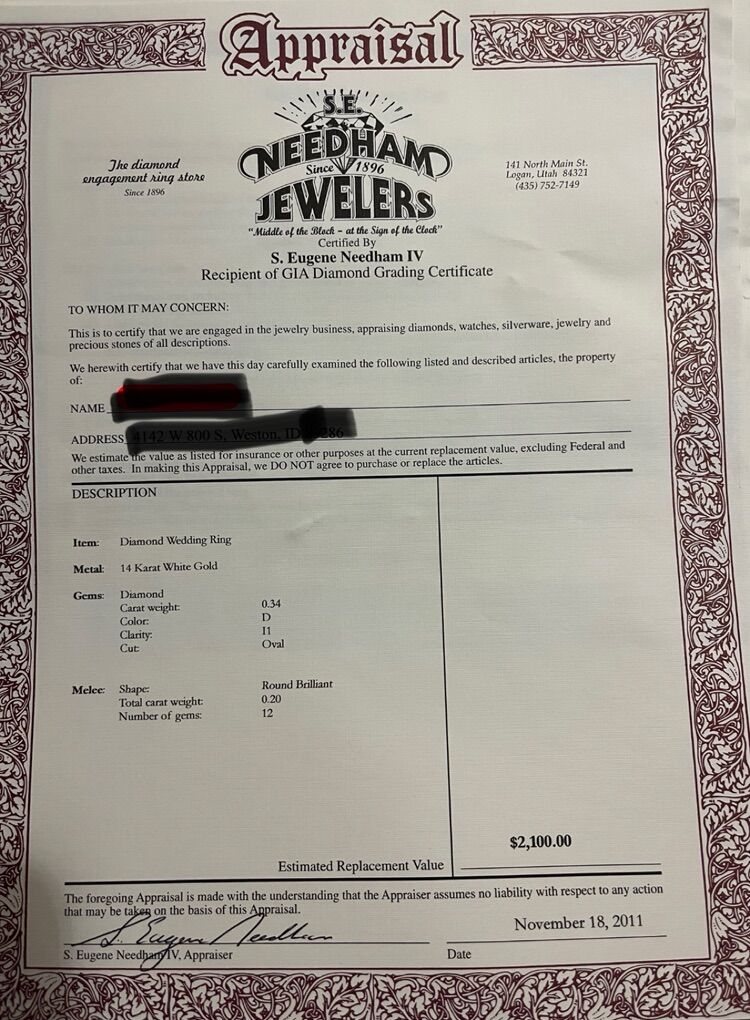 Appraisal
S.E.
NEEDHAM
Since 1896
JEWELERS
"Middle of the Block – at the Sign of the Clock"
The diamond
engagement ring store
Since 1896
141 North Main St.
Logan, Utah 84321
(435) 752-7149
Certified By
S. Eugene Needham IV
Recipient of GIA Diamond Grading Certificate
TO WHOM IT MAY CONCERN:
This is to certify that we are engaged in the jewelry business, appraising diamonds, watches, silverware, jewelry and
precious stones of all descriptions.
We herewith certify that we have this day carefully examined the following listed and described articles, the property
of:
NAME
ADDRESS
We estimate the value as listed for insurance or other purposes at the current replacement value, excluding Federal and
other taxes. In making this Appraisal, we DO NOT agree to purchase or replace the articles.
DESCRIPTION
Item: Diamond Wedding Ring
Metal: 14 Karat White Gold
Gems: Diamond
Carat weight: 0.34
Color: D
Clarity: I1
Cut: Oval
Melee: Shape: Round Brilliant
Total carat weight: 0.20
Number of gems: 12
$2,100.00
Estimated Replacement Value
The foregoing Appraisal is made with the understanding that the Appraiser assumes no liability with respect to any action
that may be taken on the basis of this Appraisal.
S. Eugene Needham
November 18, 2011
S. Eugene Needham IV, Appraiser
Date